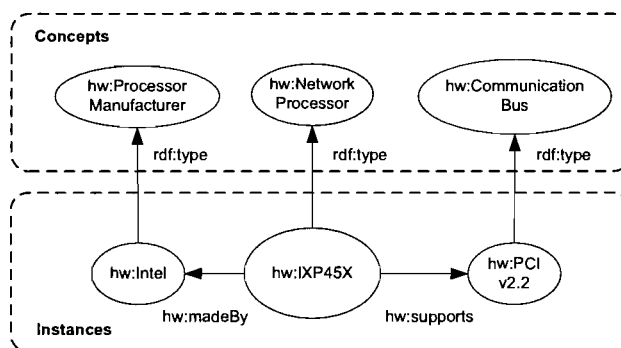 Concepts
hw:Processor
Manufacturer
hw:Network
Processor
hw:Communication
Bus
rdf:type
rdf:type
rdf:type
hw:Intel
hw:IXP45X
hw:PCI
v2.2
hw:madeBy
hw:supports
Instances